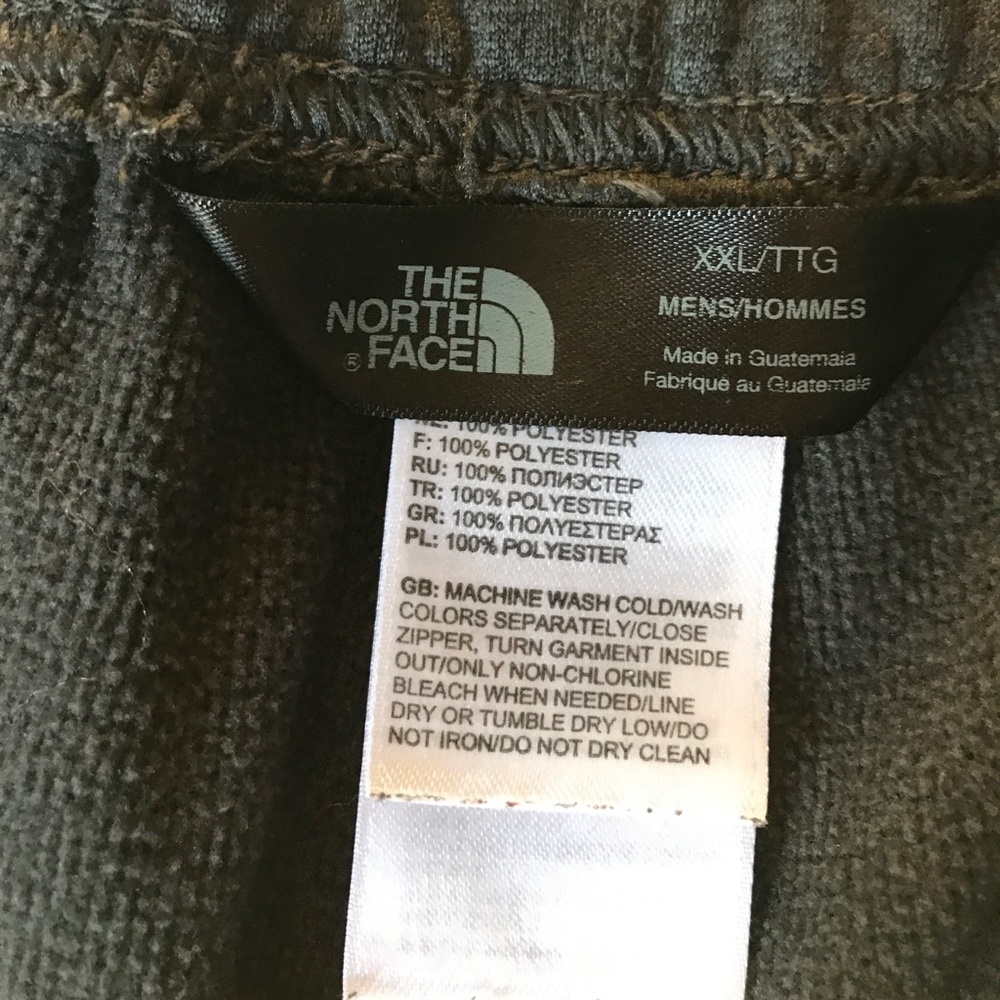 THE
NORTH
FACE
®
XXL/TTG
MENS/HOMMES
Made in Guatemala
Fabriqué au Guatemala
100% POLYESTER
F: 100% POLYESTER
RU: 100% ПОЛИЭСТЕР
TR: 100% POLYESTER
GR: 100% ΠΟΛΥΕΣΤΕΡΑΣ
PL: 100% POLYESTER
GB: MACHINE WASH COLD/WASH
COLORS SEPARATELY/CLOSE
ZIPPER, TURN GARMENT INSIDE
OUT/ONLY NON-CHLORINE
BLEACH WHEN NEEDED/LINE
DRY OR TUMBLE DRY LOW/DO
NOT IRON/DO NOT DRY CLEAN